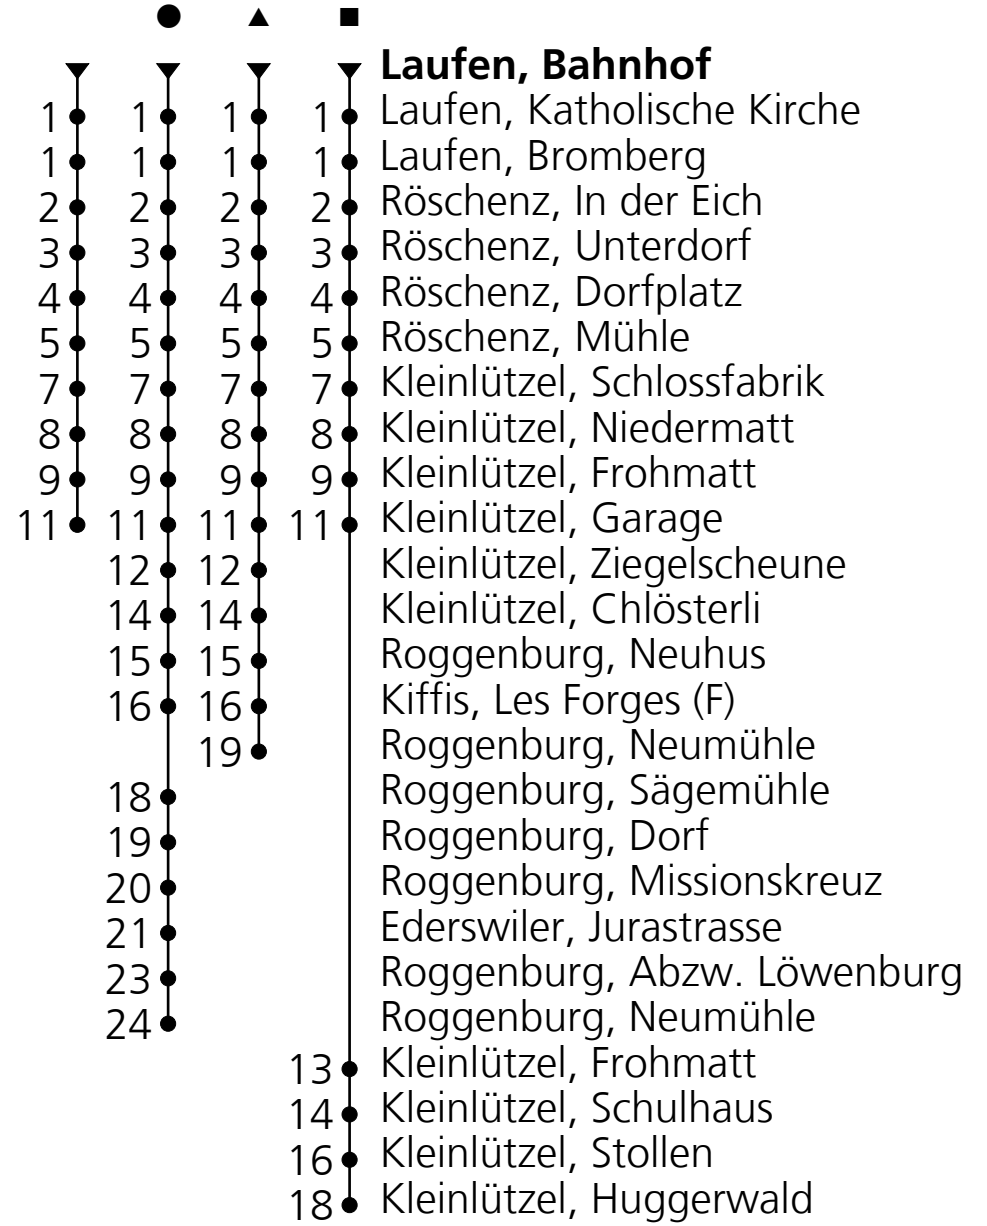 ● ▲ ■
Laufen, Bahnhof
1 1 1 1 Laufen, Katholische Kirche
1 1 1 1 Laufen, Bromberg
2 2 2 2 Röschenz, In der Eich
3 3 3 3 Röschenz, Unterdorf
4 4 4 4 Röschenz, Dorfplatz
5 5 5 5 Röschenz, Mühle
7 7 7 7 Kleinlützel, Schlossfabrik
8 8 8 8 Kleinlützel, Niedermatt
9 9 9 9 Kleinlützel, Frohmatt
11 11 11 11 Kleinlützel, Garage
12 12 Kleinlützel, Ziegelscheune
14 14 Kleinlützel, Chlösterli
15 15 Roggenburg, Neuhus
16 16 Kiffis, Les Forges (F)
19 Roggenburg, Neumühle
18 Roggenburg, Sägemühle
19 Roggenburg, Dorf
20 Roggenburg, Missionskreuz
21 Ederswiler, Jurastrasse
23 Roggenburg, Abzw. Löwenburg
24 Roggenburg, Neumühle
13 Kleinlützel, Frohmatt
14 Kleinlützel, Schulhaus
16 Kleinlützel, Stollen
18 Kleinlützel, Huggerwald